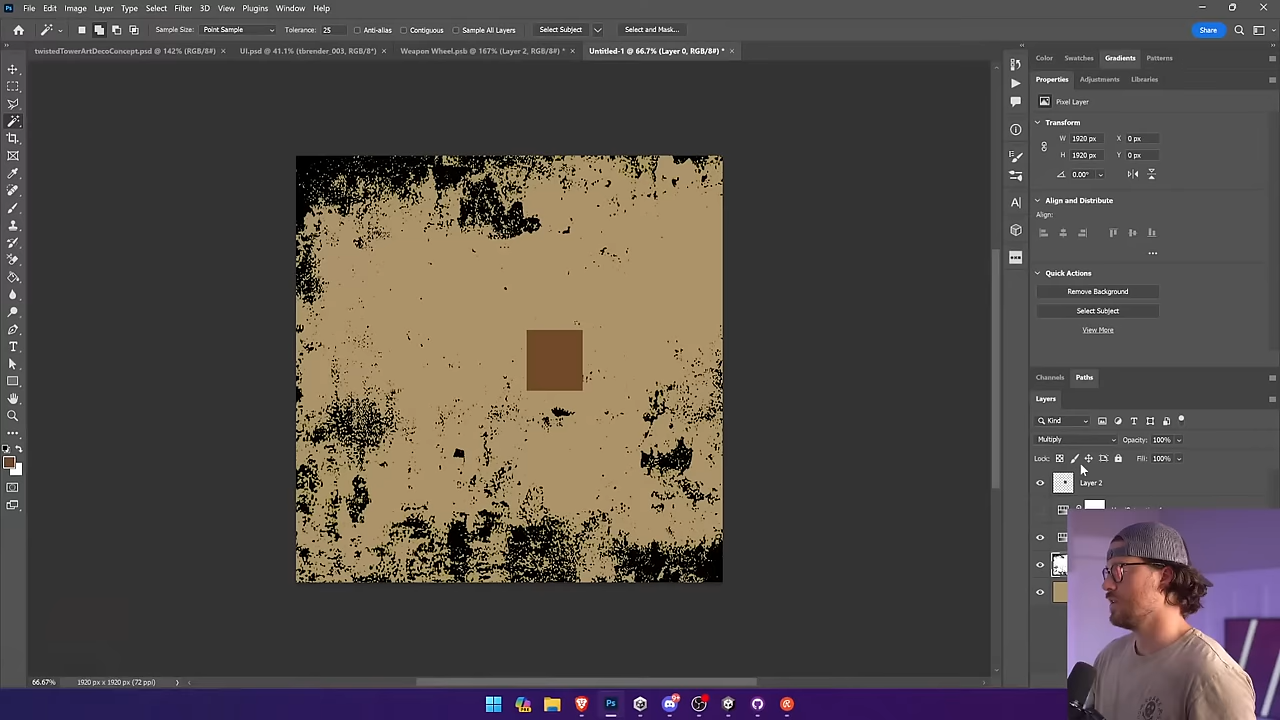 Ps File Edit Image Layer Type Select Filter 3D View Plugins Window Help
Sample Size: Point Sample Tolerance: 25 Anti-alias Contiguous Sample All Layers Select Subject Select and Mask... Share
twistedTowerArtDecoConcept.psd @ 142% (RGB/8#) × UI.psd @ 41.1% (tbrender_003, RGB/8*) × Weapon Wheel.psb @ 167% (Layer 2, RGB/8#) * × Untitled-1 @ 66.7% (Layer 0, RGB/8#) * ×
Color Swatches Gradients Patterns
Properties Adjustments Libraries
Pixel Layer
Transform
W 1920 px X 0 px
H 1920 px Y 0 px
0.00°
Align and Distribute
Align:
Quick Actions
Remove Background
Select Subject
View More
Channels Paths
Layers
Kind
Multiply Opacity: 100%
Lock: Fill: 100%
Layer 2
66.67% 1920 px x 1920 px (72 ppi)
Ps